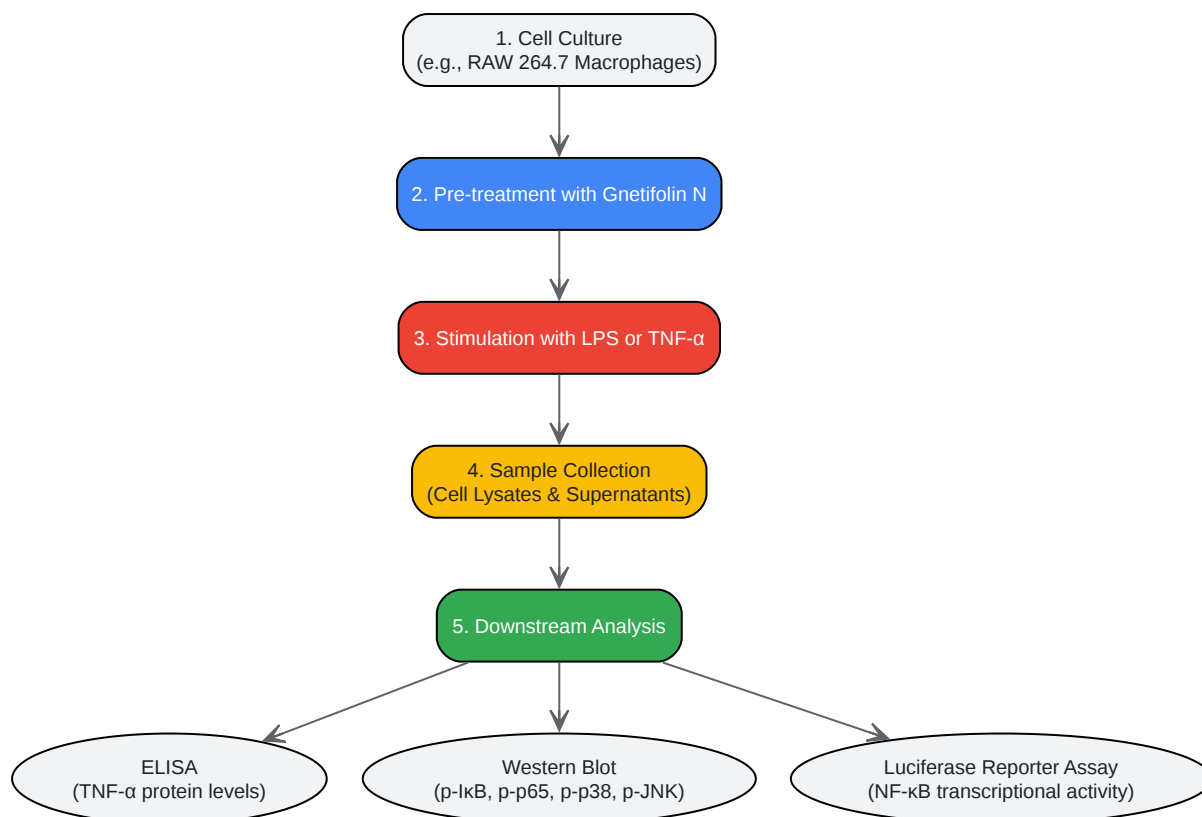 1. Cell Culture
(e.g., RAW 264.7 Macrophages)
2. Pre-treatment with Gnetifolin N
3. Stimulation with LPS or TNF-α
4. Sample Collection
(Cell Lysates & Supernatants)
5. Downstream Analysis
ELISA
(TNF-α protein levels)
Western Blot
(p-IκB, p-p65, p-p38, p-JNK)
Luciferase Reporter Assay
(NF-κB transcriptional activity)